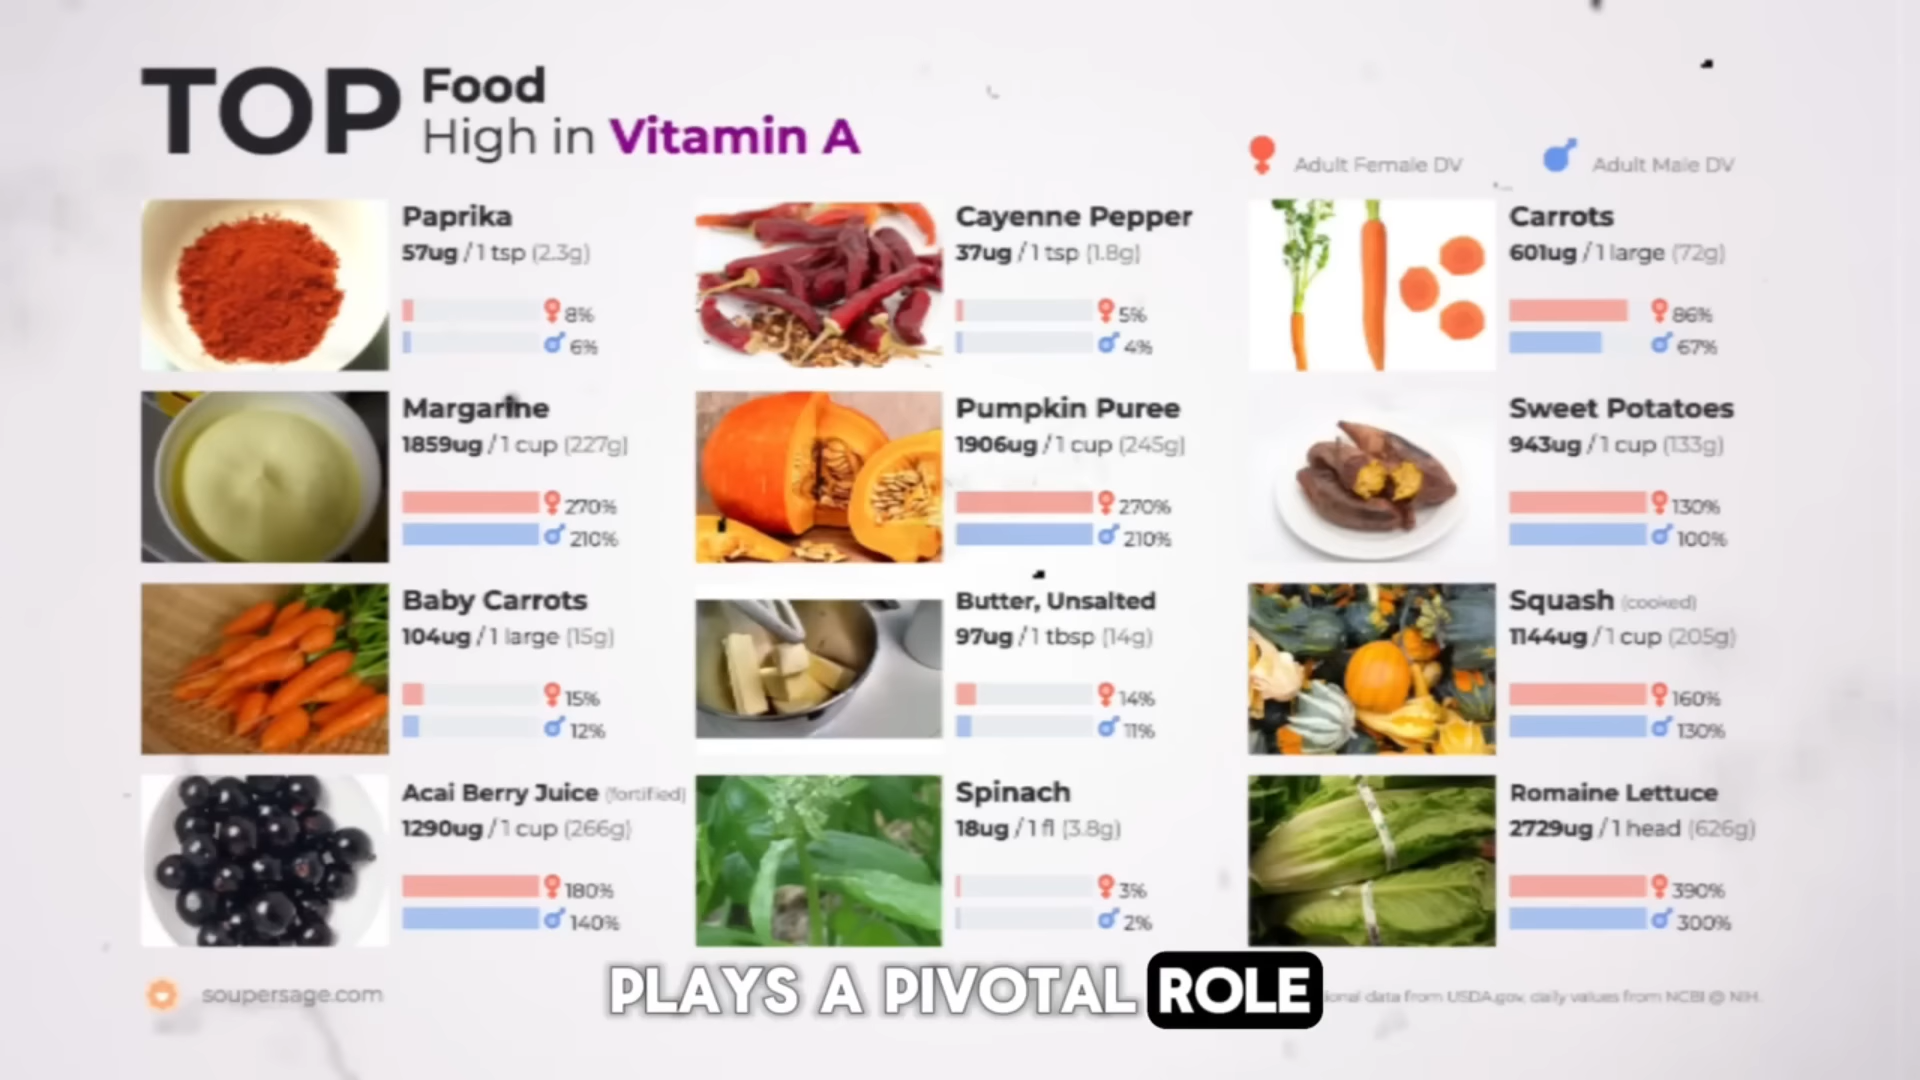 TOP Food
High in Vitamin A
Adult Female DV
Adult Male DV
Paprika
57ug / 1 tsp (2.3g)
8%
6%
Cayenne Pepper
37ug / 1 tsp (1.8g)
5%
4%
Carrots
601ug / 1 large (72g)
86%
67%
Margarine
1859ug / 1 cup (227g)
270%
210%
Pumpkin Puree
1906ug / 1 cup (245g)
270%
210%
Sweet Potatoes
943ug / 1 cup (133g)
130%
100%
Baby Carrots
104ug / 1 large (15g)
15%
12%
Butter, Unsalted
97ug / 1 tbsp (14g)
14%
11%
Squash (cooked)
1144ug / 1 cup (205g)
160%
130%
Acai Berry Juice (fortified)
1290ug / 1 cup (266g)
180%
140%
Spinach
18ug / 1 fl (3.8g)
3%
2%
Romaine Lettuce
2729ug / 1 head (626g)
390%
300%
soupersage.com
PLAYS A PIVOTAL ROLE
data from USDA.gov, daily values from NCBI @ NIH.